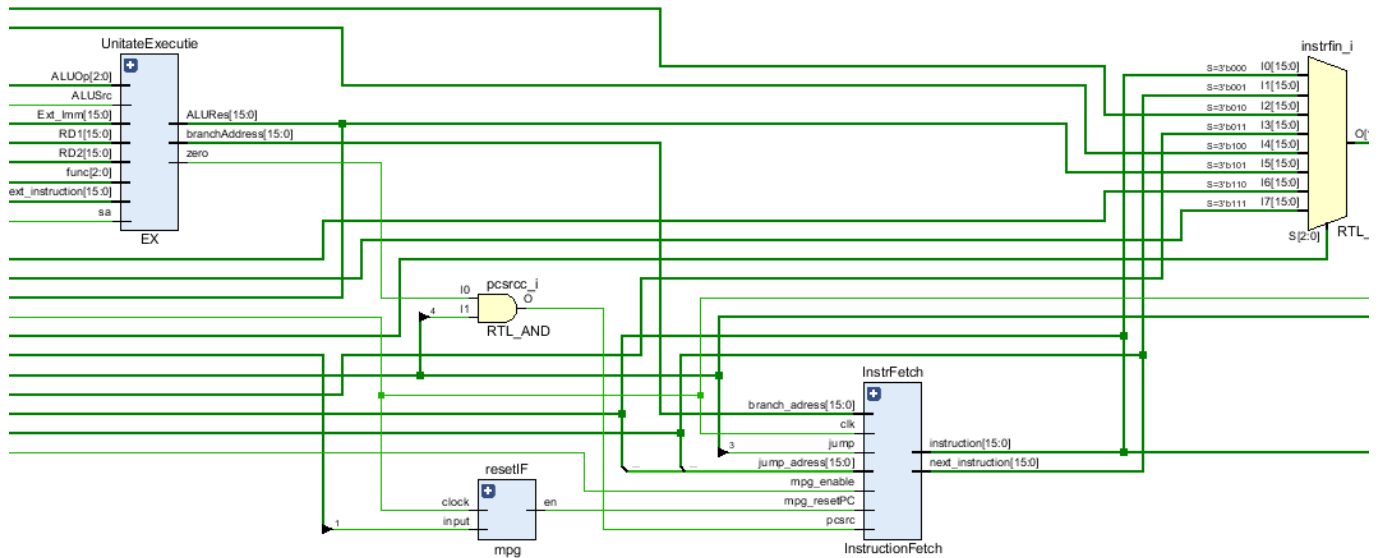 UnitateExecutie
ALUOp[2:0]
ALUSrc
Ext_Imm[15:0]
RD1[15:0]
RD2[15:0]
func[2:0]
ext_instruction[15:0]
sa
ALURes[15:0]
branchAddress[15:0]
zero
EX
instrfin_i
S=3'b000 I0[15:0]
S=3'b001 I1[15:0]
S=3'b010 I2[15:0]
S=3'b011 I3[15:0]
S=3'b100 I4[15:0]
S=3'b101 I5[15:0]
S=3'b110 I6[15:0]
S=3'b111 I7[15:0]
S[2:0]
RTL_
pcsrcc_i
I0
I1
O
4
RTL_AND
InstrFetch
branch_adress[15:0]
clk
jump
3
jump_adress[15:0]
mpg_enable
mpg_resetPC
pcsrc
instruction[15:0]
next_instruction[15:0]
InstructionFetch
resetIF
clock
input
1
en
mpg